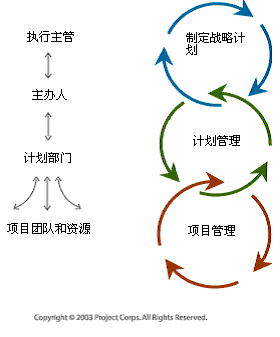 执行主管
制定战略计
划
主办人
计划管理
计划部门
项目团队和资源
项目管理
Copyright © 2003 Project Corps. All Rights Reserved.